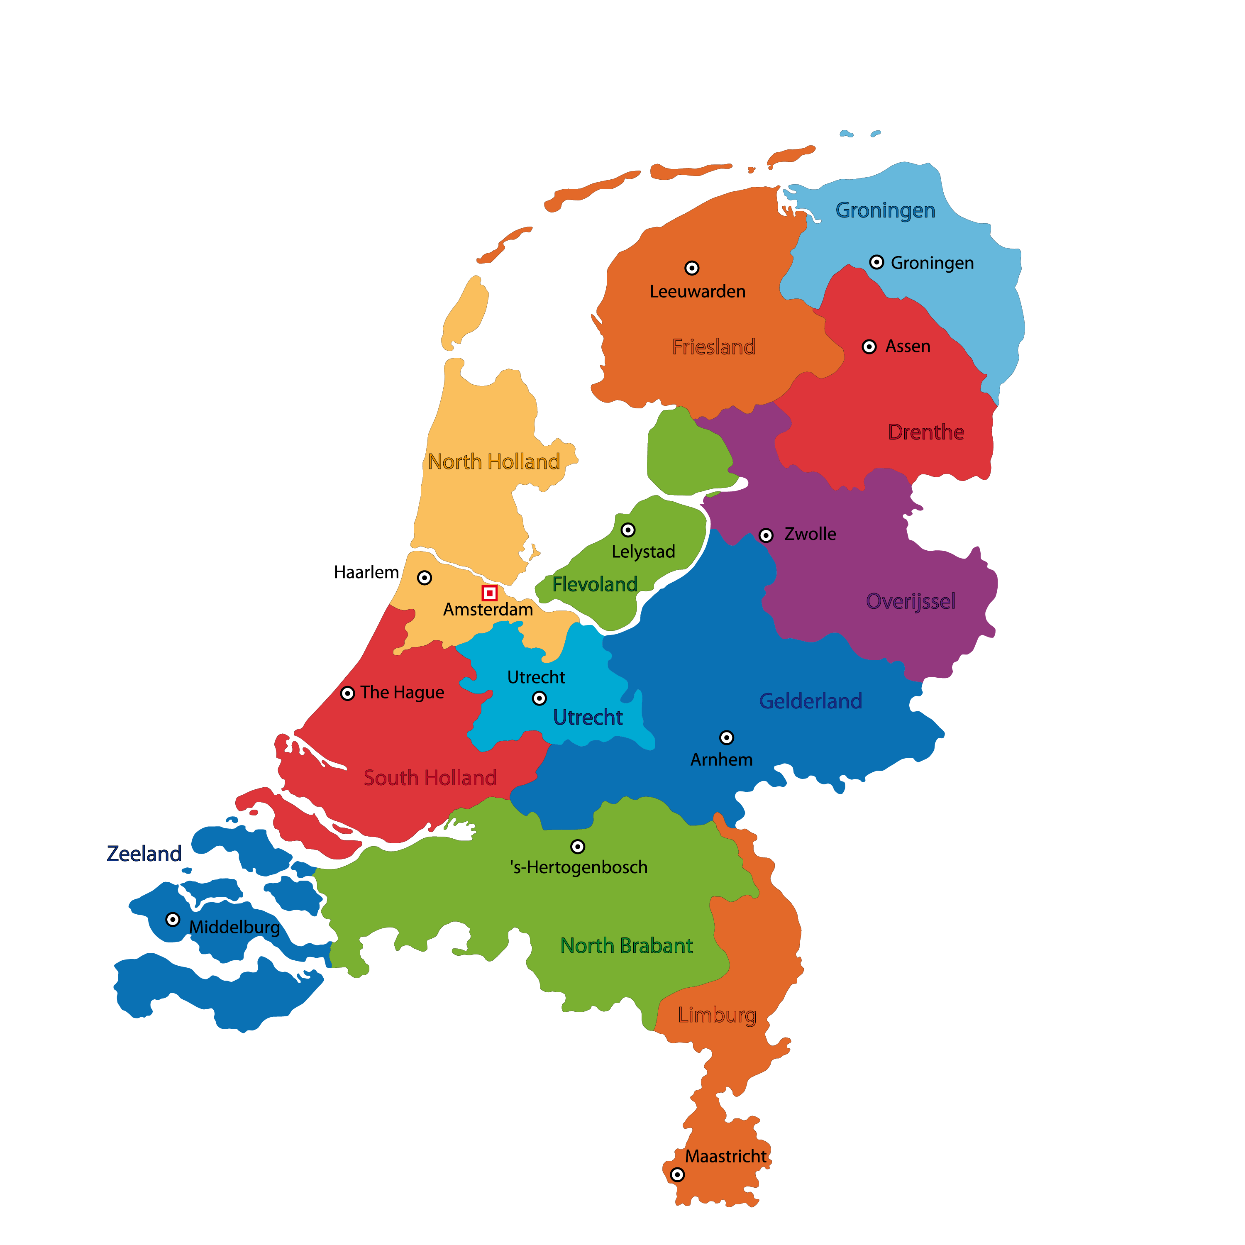 Groningen
Groningen
Leeuwarden
Friesland
Assen
Drenthe
North Holland
Zwolle
Lelystad
Flevoland
Haarlem
Amsterdam
Overijssel
Utrecht
Utrecht
The Hague
Gelderland
Arnhem
South Holland
Zeeland
's-Hertogenbosch
Middelburg
North Brabant
Limburg
Maastricht